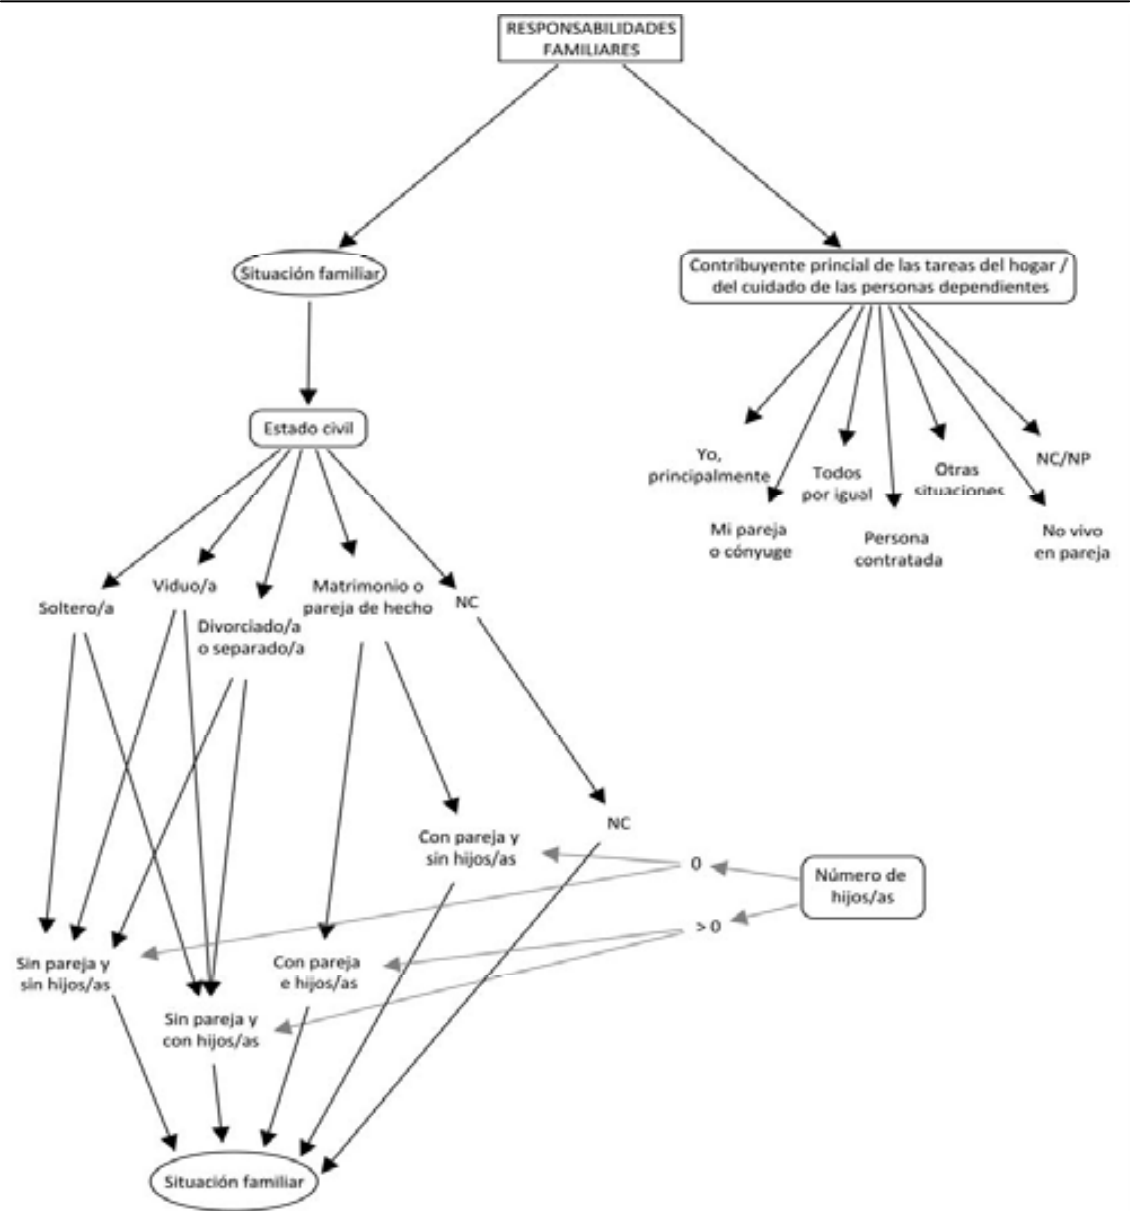 RESPONSABILIDADES
FAMILIARES
Situación familiar
Contribuyente princial de las tareas del hogar /
del cuidado de las personas dependientes
Estado civil
Yo,
principalmente
Todos
por igual
Otras
situaciones
NC/NP
Mi pareja
o cónyuge
Persona
contratada
No vivo
en pareja
Soltero/a
Viduo/a
Divorciado/a
o separado/a
Matrimonio o
pareja de hecho
NC
Con pareja y
sin hijos/as
NC
0
> 0
Número de
hijos/as
Sin pareja y
sin hijos/as
Con pareja
e hijos/as
Sin pareja y
con hijos/as
Situación familiar